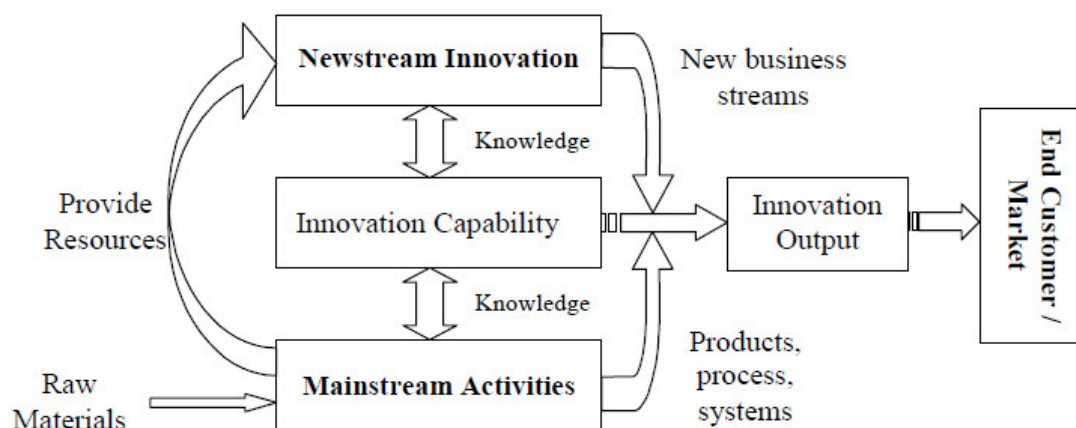 Newstream Innovation
New business
streams
Knowledge
Provide
Resources
Innovation Capability
Innovation
Output
End Customer /
Market
Knowledge
Mainstream Activities
Products,
process,
systems
Raw
Materials